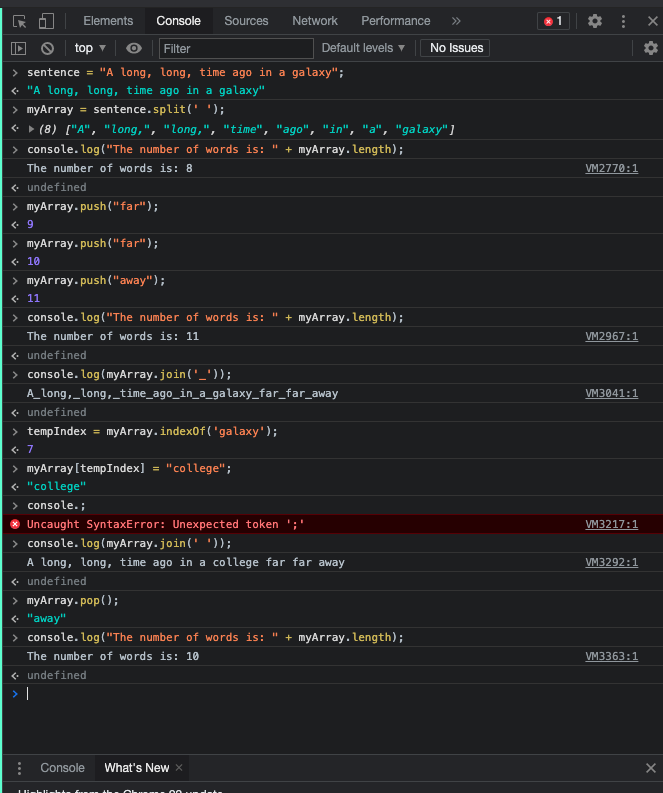 Elements Console Sources Network Performance » 1
top ▼ Filter Default levels ▼ No Issues
> sentence = "A long, long, time ago in a galaxy";
<· "A long, long, time ago in a galaxy"
> myArray = sentence.split(' ');
<· ▶ (8) ["A", "long,", "long,", "time", "ago", "in", "a", "galaxy"]
> console.log("The number of words is: " + myArray.length);
The number of words is: 8 VM2770:1
<· undefined
> myArray.push("far");
<· 9
> myArray.push("far");
<· 10
> myArray.push("away");
<· 11
> console.log("The number of words is: " + myArray.length);
The number of words is: 11 VM2967:1
<· undefined
> console.log(myArray.join('_'));
A_long,_long,_time_ago_in_a_galaxy_far_far_away VM3041:1
<· undefined
> tempIndex = myArray.indexOf('galaxy');
<· 7
> myArray[tempIndex] = "college";
<· "college"
> console.;
Uncaught SyntaxError: Unexpected token ';' VM3217:1
> console.log(myArray.join(' '));
A long, long, time ago in a college far far away VM3292:1
<· undefined
> myArray.pop();
<· "away"
> console.log("The number of words is: " + myArray.length);
The number of words is: 10 VM3363:1
<· undefined
>
Console What's New ×
Highlights from the Chrome
update